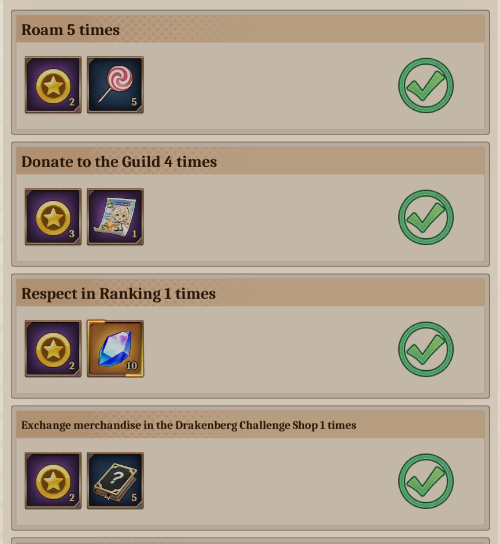 Roam 5 times
2
5
Donate to the Guild 4 times
3
1
Respect in Ranking 1 times
2
10
Exchange merchandise in the Drakenberg Challenge Shop 1 times
2
?
5